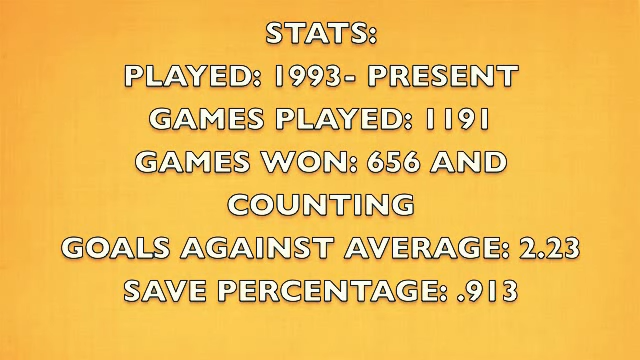 STATS:
PLAYED: 1993- PRESENT
GAMES PLAYED: 1191
GAMES WON: 656 AND
COUNTING
GOALS AGAINST AVERAGE: 2.23
SAVE PERCENTAGE: .913